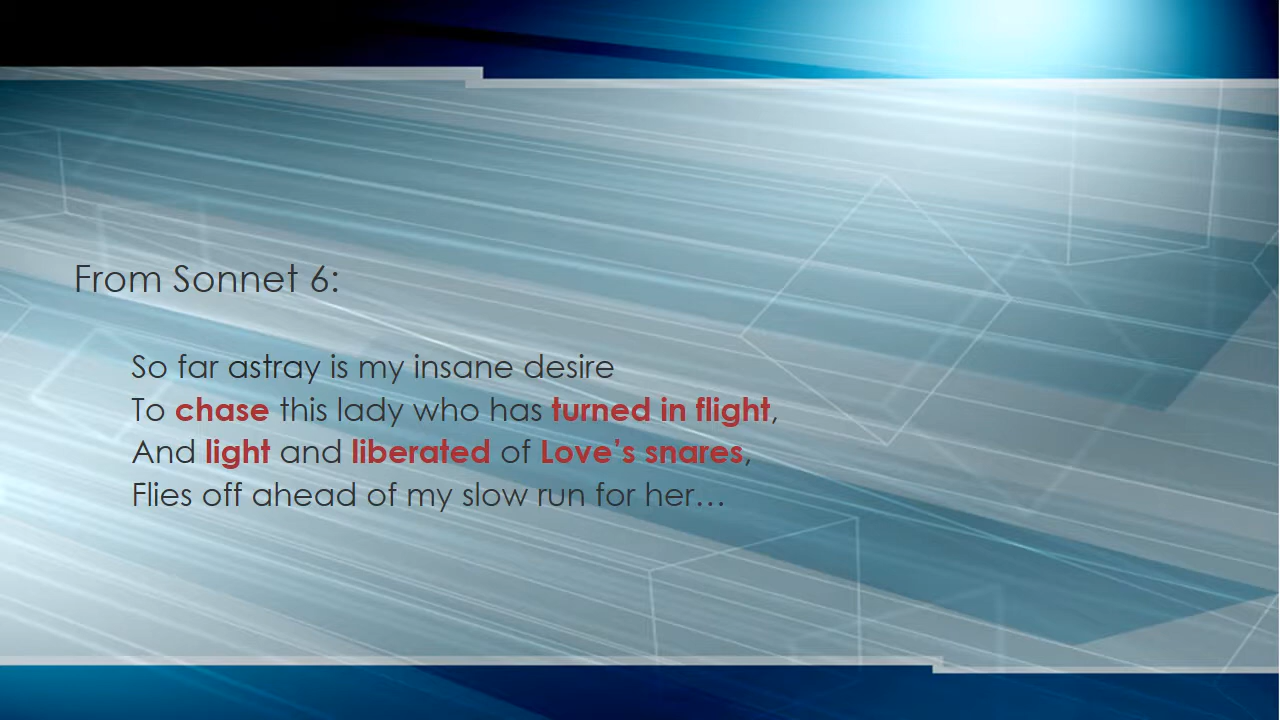 From Sonnet 6:
So far astray is my insane desire
To chase this lady who has turned in flight,
And light and liberated of Love’s snares,
Flies off ahead of my slow run for her…